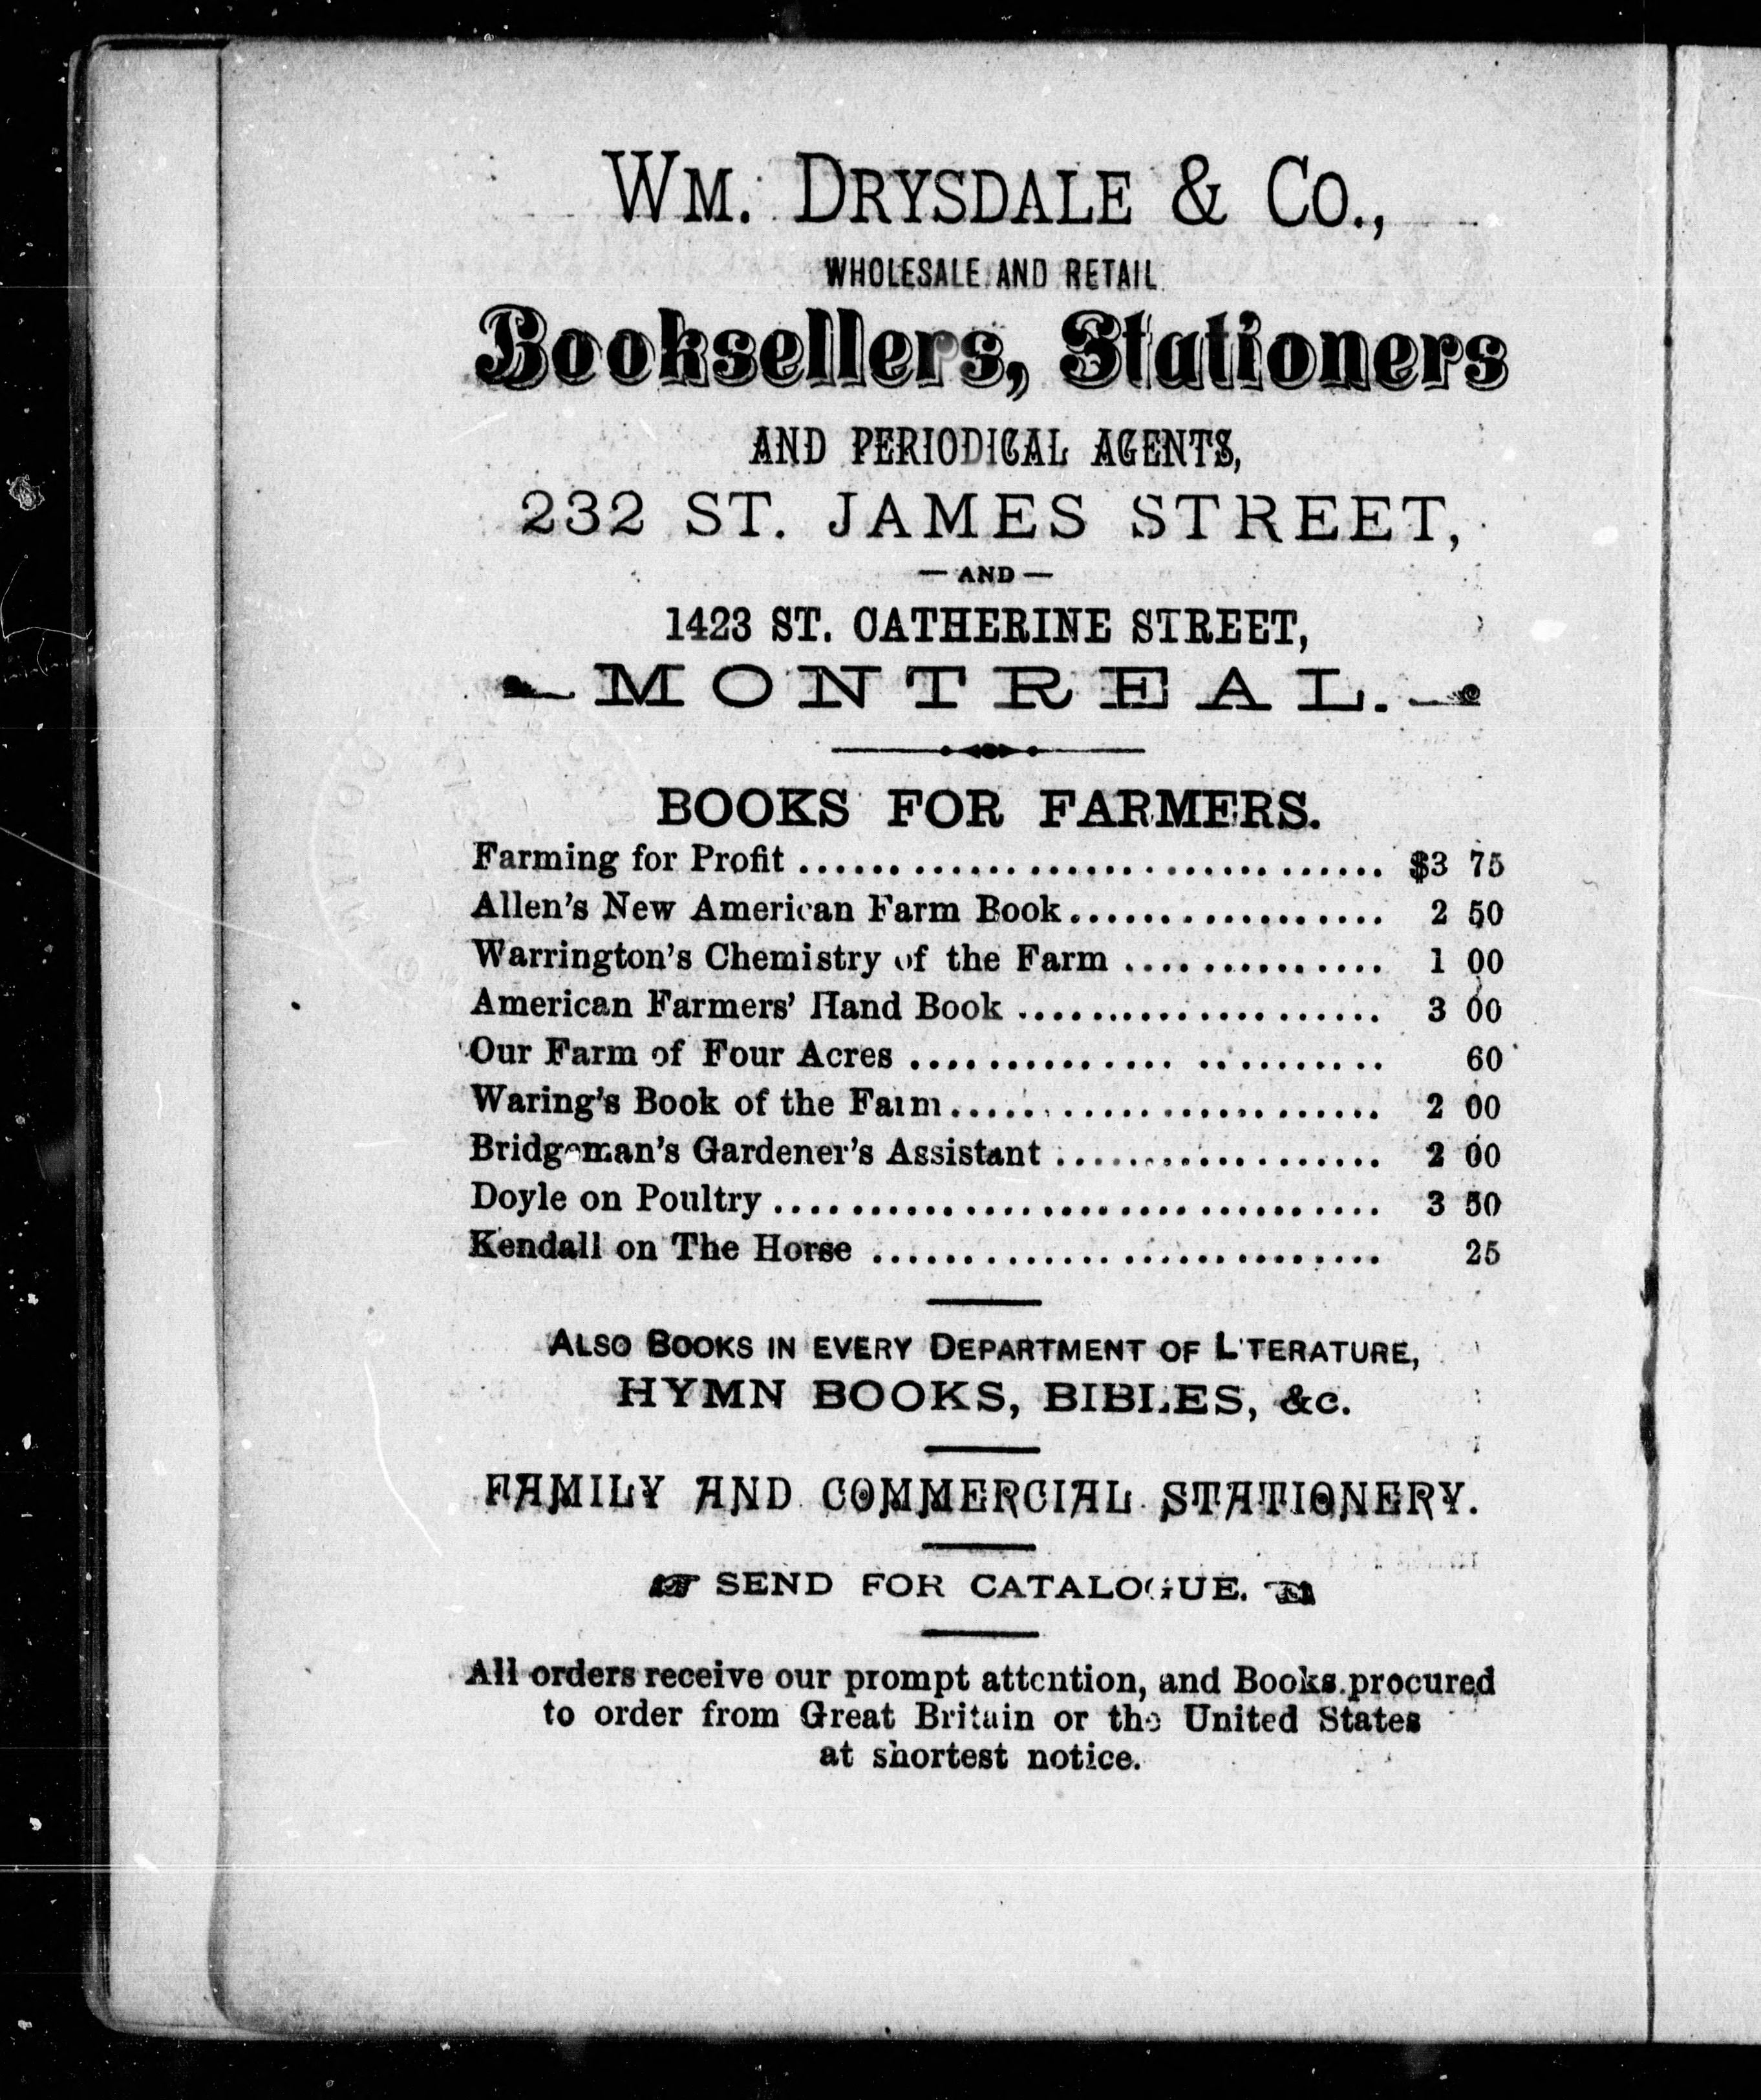 WM. DRYSDALE & CO.,
WHOLESALE AND RETAIL
Booksellers, Stationers
AND PERIODICAL AGENTS,
232 ST. JAMES STREET,
— AND —
1423 ST. CATHERINE STREET,
MONTREAL.
BOOKS FOR FARMERS.
Farming for Profit ................................ $3 75
Allen's New American Farm Book................. 2 50
Warrington's Chemistry of the Farm .............. 1 00
American Farmers' Hand Book .................... 3 00
Our Farm of Four Acres ......................... 60
Waring's Book of the Farm........................ 2 00
Bridgeman's Gardener's Assistant .................. 2 00
Doyle on Poultry ................................. 3 50
Kendall on The Horse ............................ 25
ALSO BOOKS IN EVERY DEPARTMENT OF LITERATURE,
HYMN BOOKS, BIBLES, &c.
FAMILY AND COMMERCIAL STATIONERY.
☞ SEND FOR CATALOGUE. ☜
All orders receive our prompt attention, and Books procured
to order from Great Britain or the United States
at shortest notice.